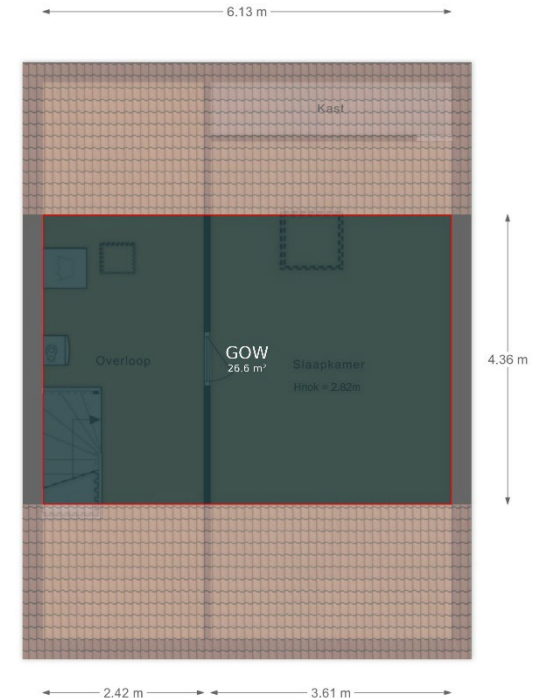 6.13 m
Kast
4.36 m
GOW
26.6 m²
Overloop
Slaapkamer
Hnok = 2.82m
2.42 m
3.61 m